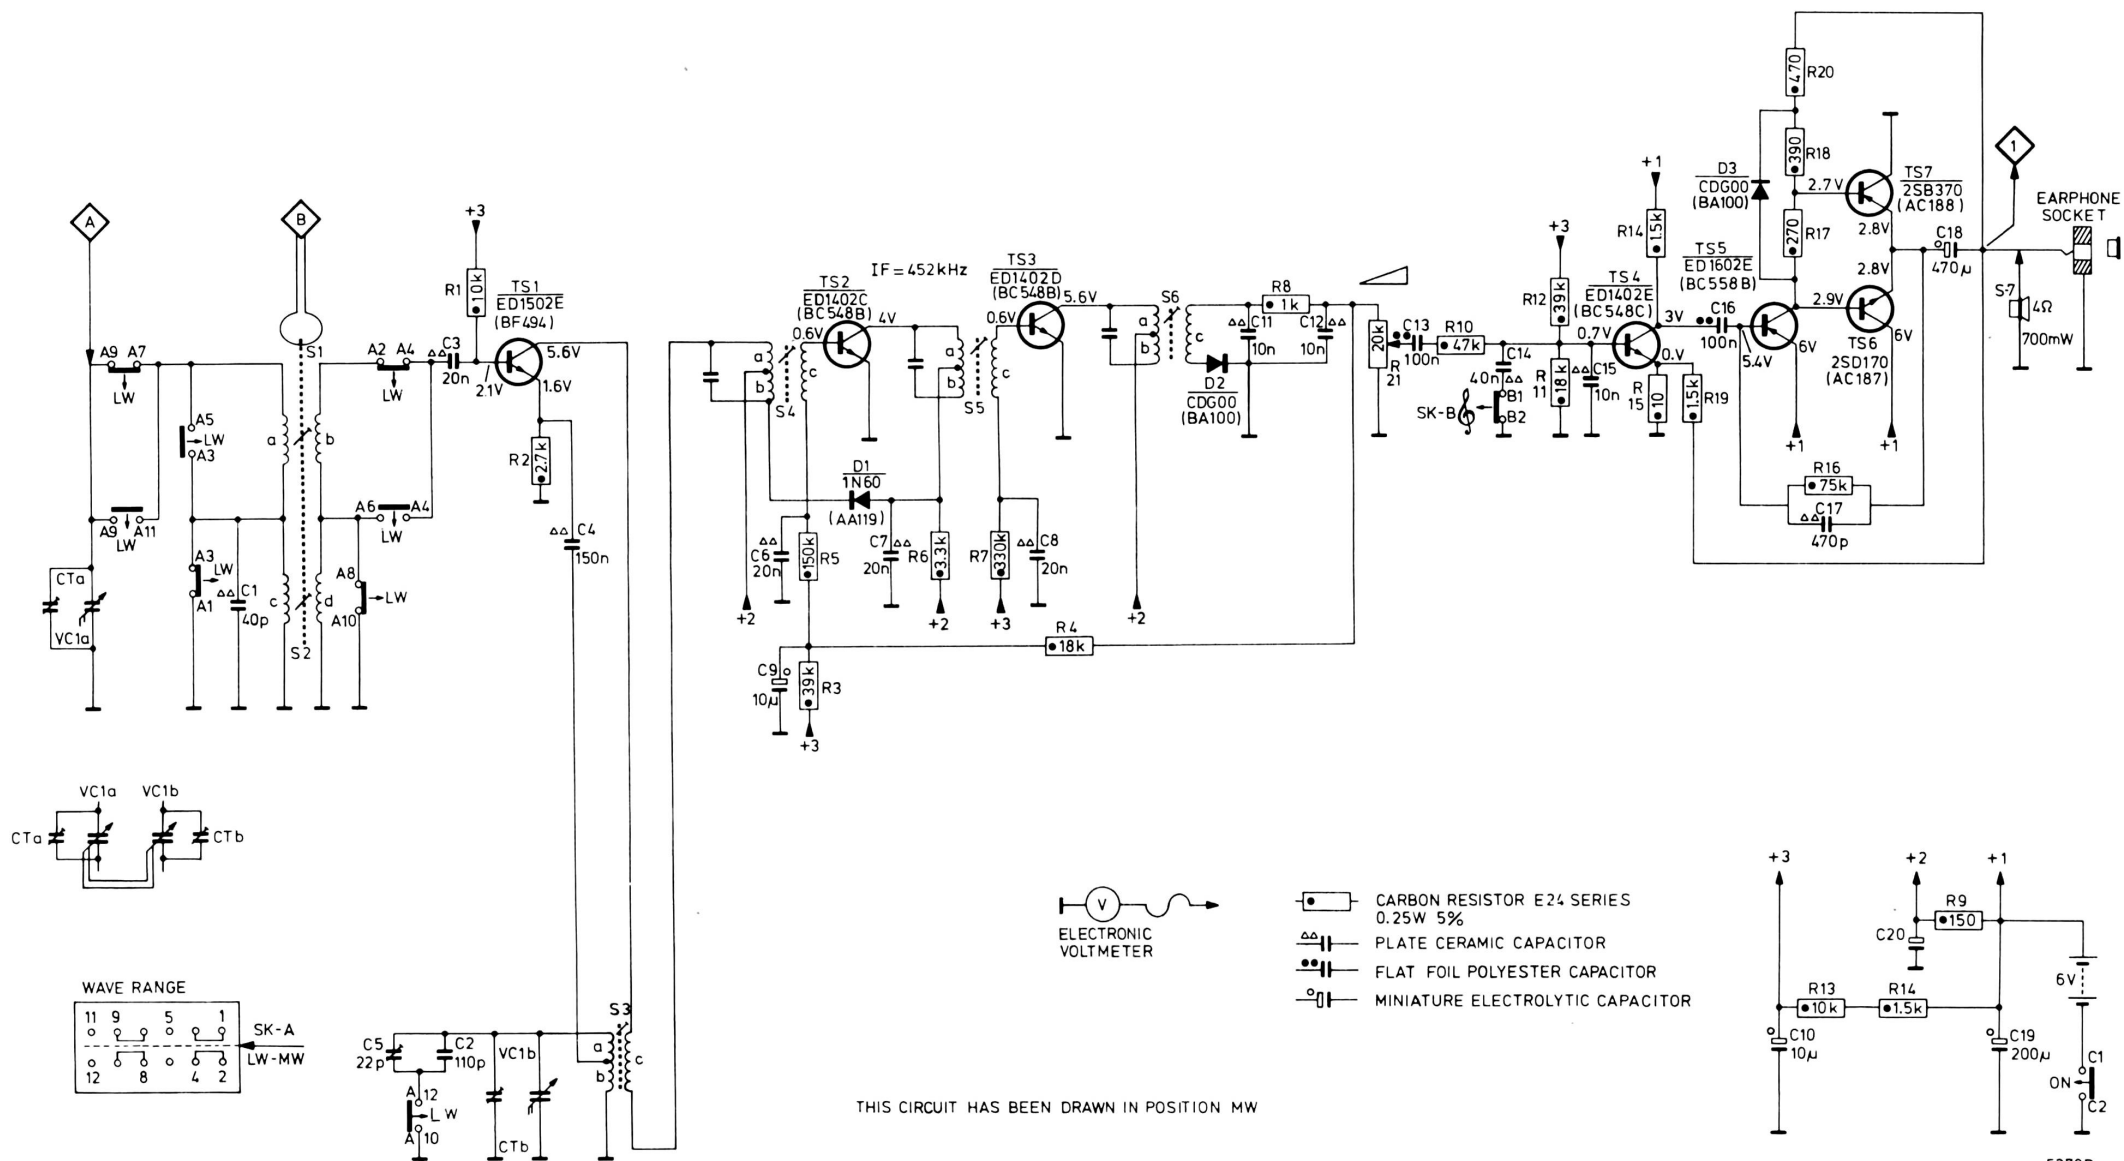 A
B
A9 A7
LW
A5
LW
A3
A9 A11
LW
CTa
VC1a
A3
LW
A1
C1
40p
S1
a
b
c
d
S2
A2 A4
LW
A6 A4
LW
A8
LW
A10
C3
20n
+3
R1
10k
TS1
ED1502E
(BF494)
5.6V
2.1V
1.6V
R2
2.7k
C4
150n
a
b
c
S4
0.6V
TS2
ED1402C
(BC548B)
4V
IF=452kHz
a
b
c
S5
0.6V
TS3
ED1402D
(BC548B)
5.6V
D1
1N60
(AA119)
C6
20n
150k
R5
C7
20n
R6
3.3k
R7
330k
C8
20n
+2
+2
+3
+2
R4
18k
C9
10µ
39k
R3
+3
S6
a
b
c
C11
10n
R8
1k
C12
10n
D2
CDG00
(BA100)
20k
R
21
C13
100n
R10
47k
C14
40n
B1
B2
SK-B
+3
R12
39k
R
11
18k
C15
10n
0.7V
TS4
ED1402E
(BC548C)
+1
R14
1.5k
3V
0.V
R
15
10
1.5k
R19
TS5
ED1602E
(BC558B)
C16
100n
5.4V
6V
+1
D3
CDG00
(BA100)
470
R20
390
R18
270
R17
2.7V
TS7
2SB370
(AC188)
2.8V
2.8V
2.9V
TS6
2SD170
(AC187)
6V
+1
R16
75k
C17
470p
C18
470µ
1
S-7
4Ω
700mW
EARPHONE
SOCKET
VC1a VC1b
CTa
CTb
WAVE RANGE
11 9 5 1
12 8 4 2
SK-A
LW-MW
C5
22p
C2
110p
A 12
LW
A 10
VC1b
CTb
S3
a
b
c
V
ELECTRONIC
VOLTMETER
CARBON RESISTOR E24 SERIES
0.25W 5%
PLATE CERAMIC CAPACITOR
FLAT FOIL POLYESTER CAPACITOR
MINIATURE ELECTROLYTIC CAPACITOR
THIS CIRCUIT HAS BEEN DRAWN IN POSITION MW
+3
+2
+1
R9
150
C20
R13
10k
R14
1.5k
C10
10µ
C19
200µ
6V
C1
ON
C2